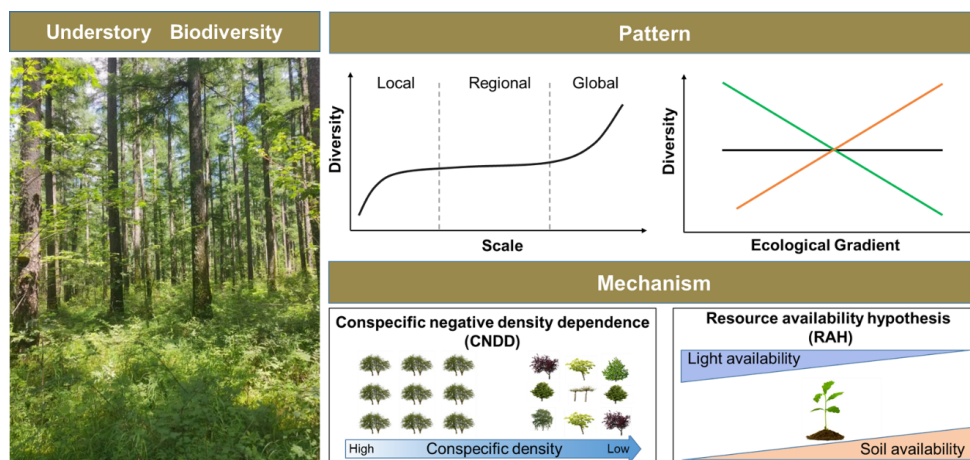 Understory Biodiversity
Pattern
Local
Regional
Global
Diversity
Scale
Diversity
Ecological Gradient
Mechanism
Conspecific negative density dependence
(CNDD)
High
Conspecific density
Low
Resource availability hypothesis
(RAH)
Light availability
Soil availability